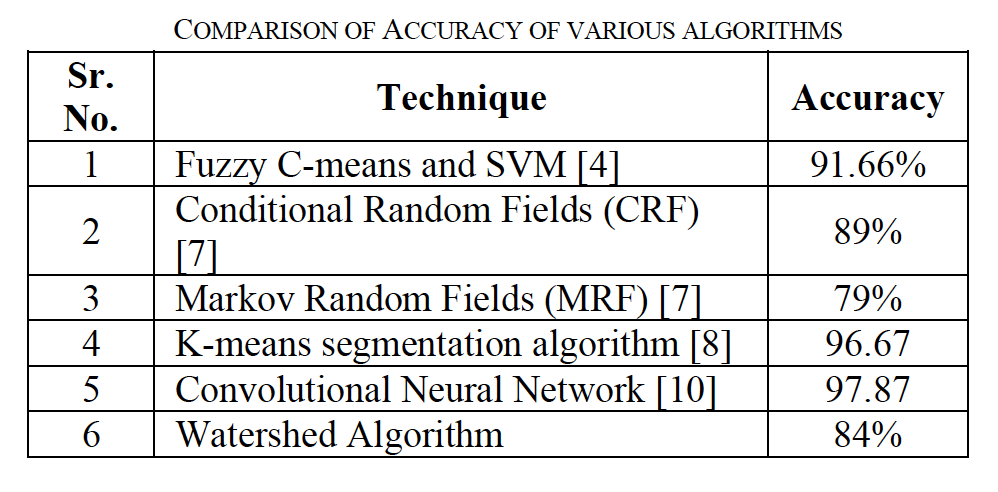 COMPARISON OF ACCURACY OF VARIOUS ALGORITHMS
Sr. No. Technique Accuracy
1 Fuzzy C-means and SVM [4] 91.66%
2 Conditional Random Fields (CRF) [7] 89%
3 Markov Random Fields (MRF) [7] 79%
4 K-means segmentation algorithm [8] 96.67
5 Convolutional Neural Network [10] 97.87
6 Watershed Algorithm 84%